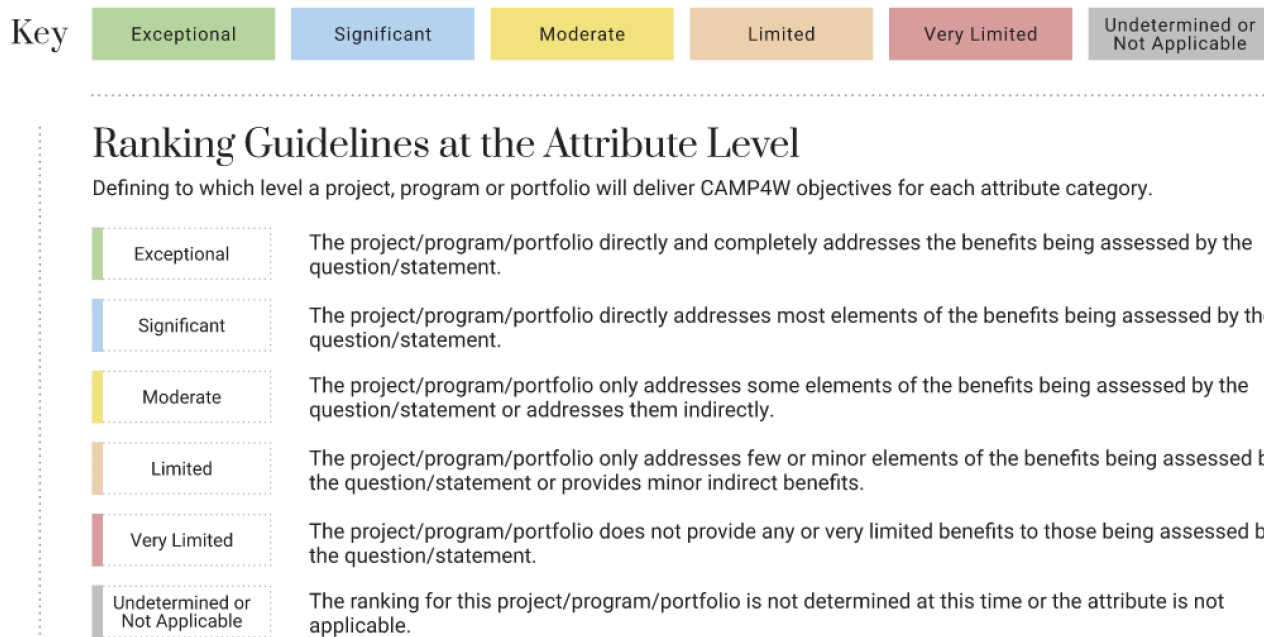 Key
Exceptional
Significant
Moderate
Limited
Very Limited
Undetermined or
Not Applicable
Ranking Guidelines at the Attribute Level
Defining to which level a project, program or portfolio will deliver CAMP4W objectives for each attribute category.
Exceptional
The project/program/portfolio directly and completely addresses the benefits being assessed by the
question/statement.
Significant
The project/program/portfolio directly addresses most elements of the benefits being assessed by the
question/statement.
Moderate
The project/program/portfolio only addresses some elements of the benefits being assessed by the
question/statement or addresses them indirectly.
Limited
The project/program/portfolio only addresses few or minor elements of the benefits being assessed
the question/statement or provides minor indirect benefits.
Very Limited
The project/program/portfolio does not provide any or very limited benefits to those being assessed
the question/statement.
Undetermined or
Not Applicable
The ranking for this project/program/portfolio is not determined at this time or the attribute is not
applicable.